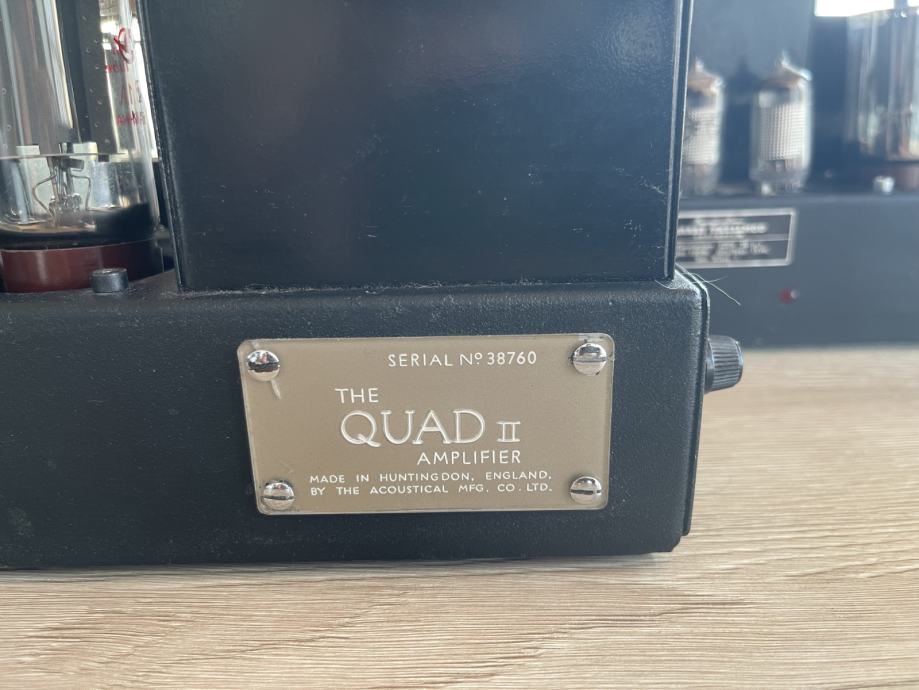 SERIAL Nº 38760
THE
QUAD II
AMPLIFIER
MADE IN HUNTINGDON, ENGLAND,
BY THE ACOUSTICAL MFG. CO. LTD.